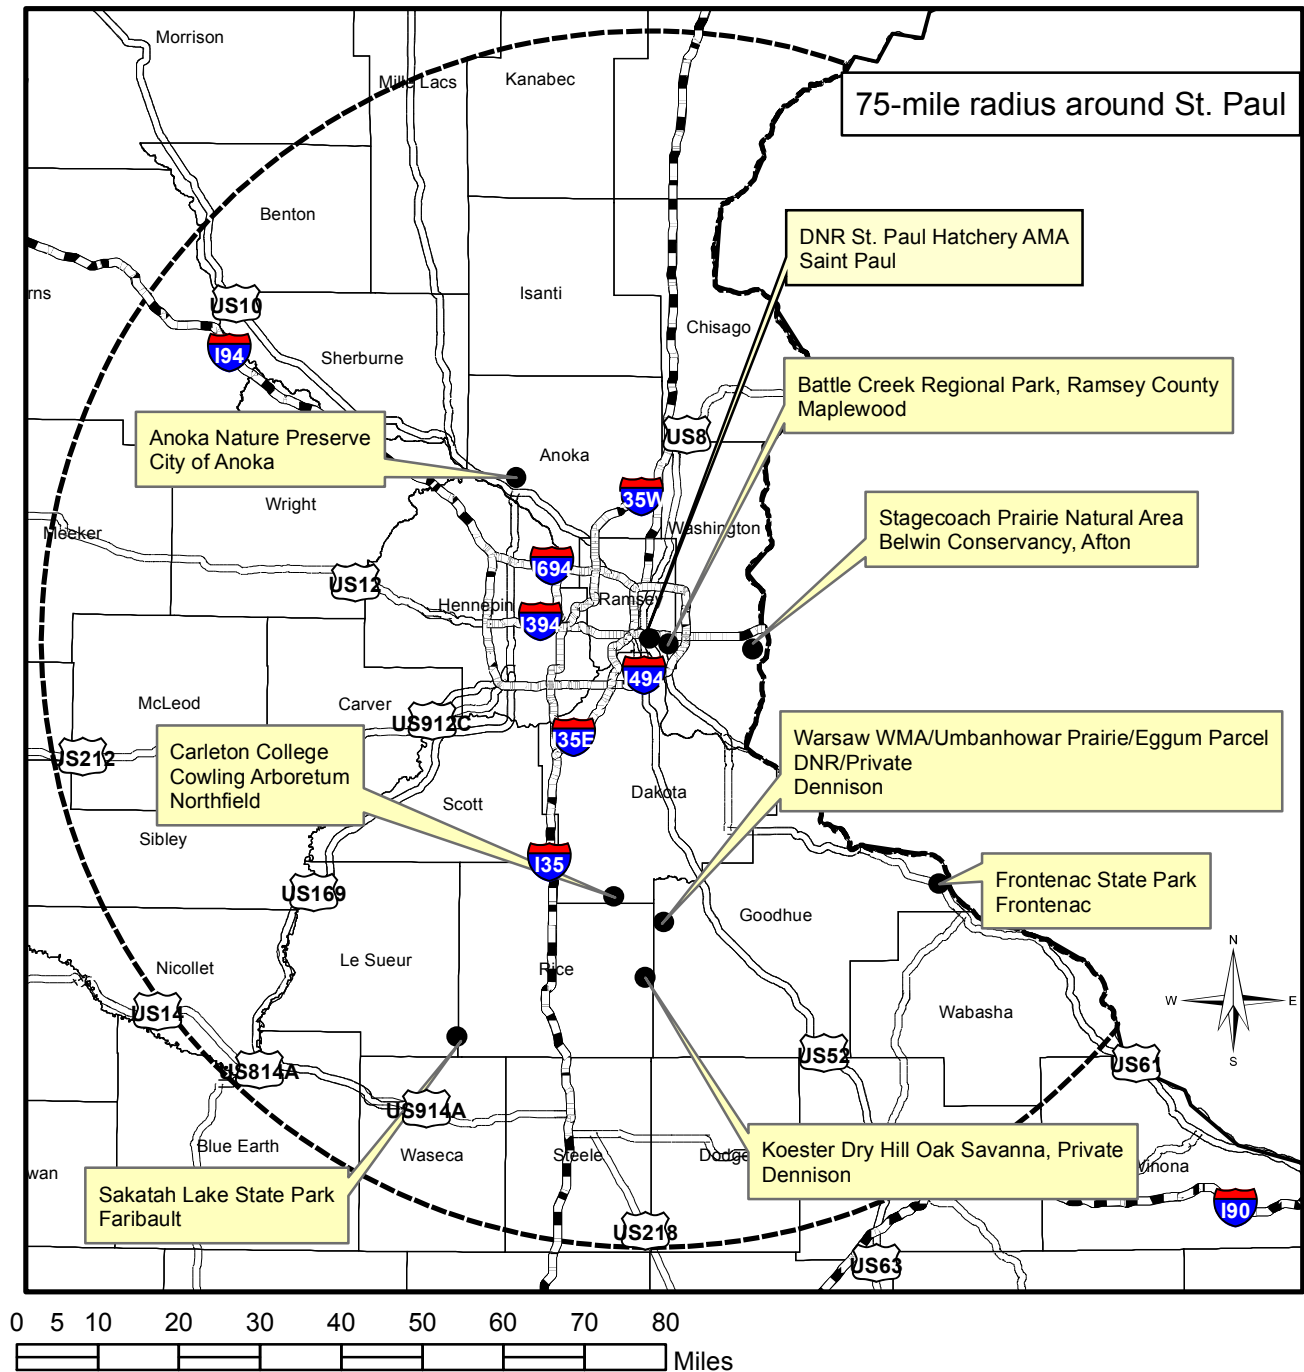 Morrison
Mille Lacs
Kanabec
75-mile radius around St. Paul
Benton
DNR St. Paul Hatchery AMA
Saint Paul
rns
US10
Isanti
Chisago
I94
Sherburne
Battle Creek Regional Park, Ramsey County
Maplewood
Anoka Nature Preserve
City of Anoka
US8
Anoka
Wright
35W
Stagecoach Prairie Natural Area
Belwin Conservancy, Afton
Meeker
Washington
I694
US12
Hennepin
Ramsey
I394
I494
McLeod
Carver
US912C
35E
US212
Carleton College
Cowling Arboretum
Northfield
Warsaw WMA/Umbanhowar Prairie/Eggum Parcel
DNR/Private
Dennison
Dakota
Scott
Sibley
I35
US169
Frontenac State Park
Frontenac
Goodhue
N
W
E
S
Nicollet
Le Sueur
Rice
US14
Wabasha
US52
US61
US814A
US914A
Blue Earth
Waseca
Steele
Dodge
Koester Dry Hill Oak Savanna, Private
Dennison
Winona
wan
Sakatah Lake State Park
Faribault
I90
US218
US63
0 5 10 20 30 40 50 60 70 80
Miles